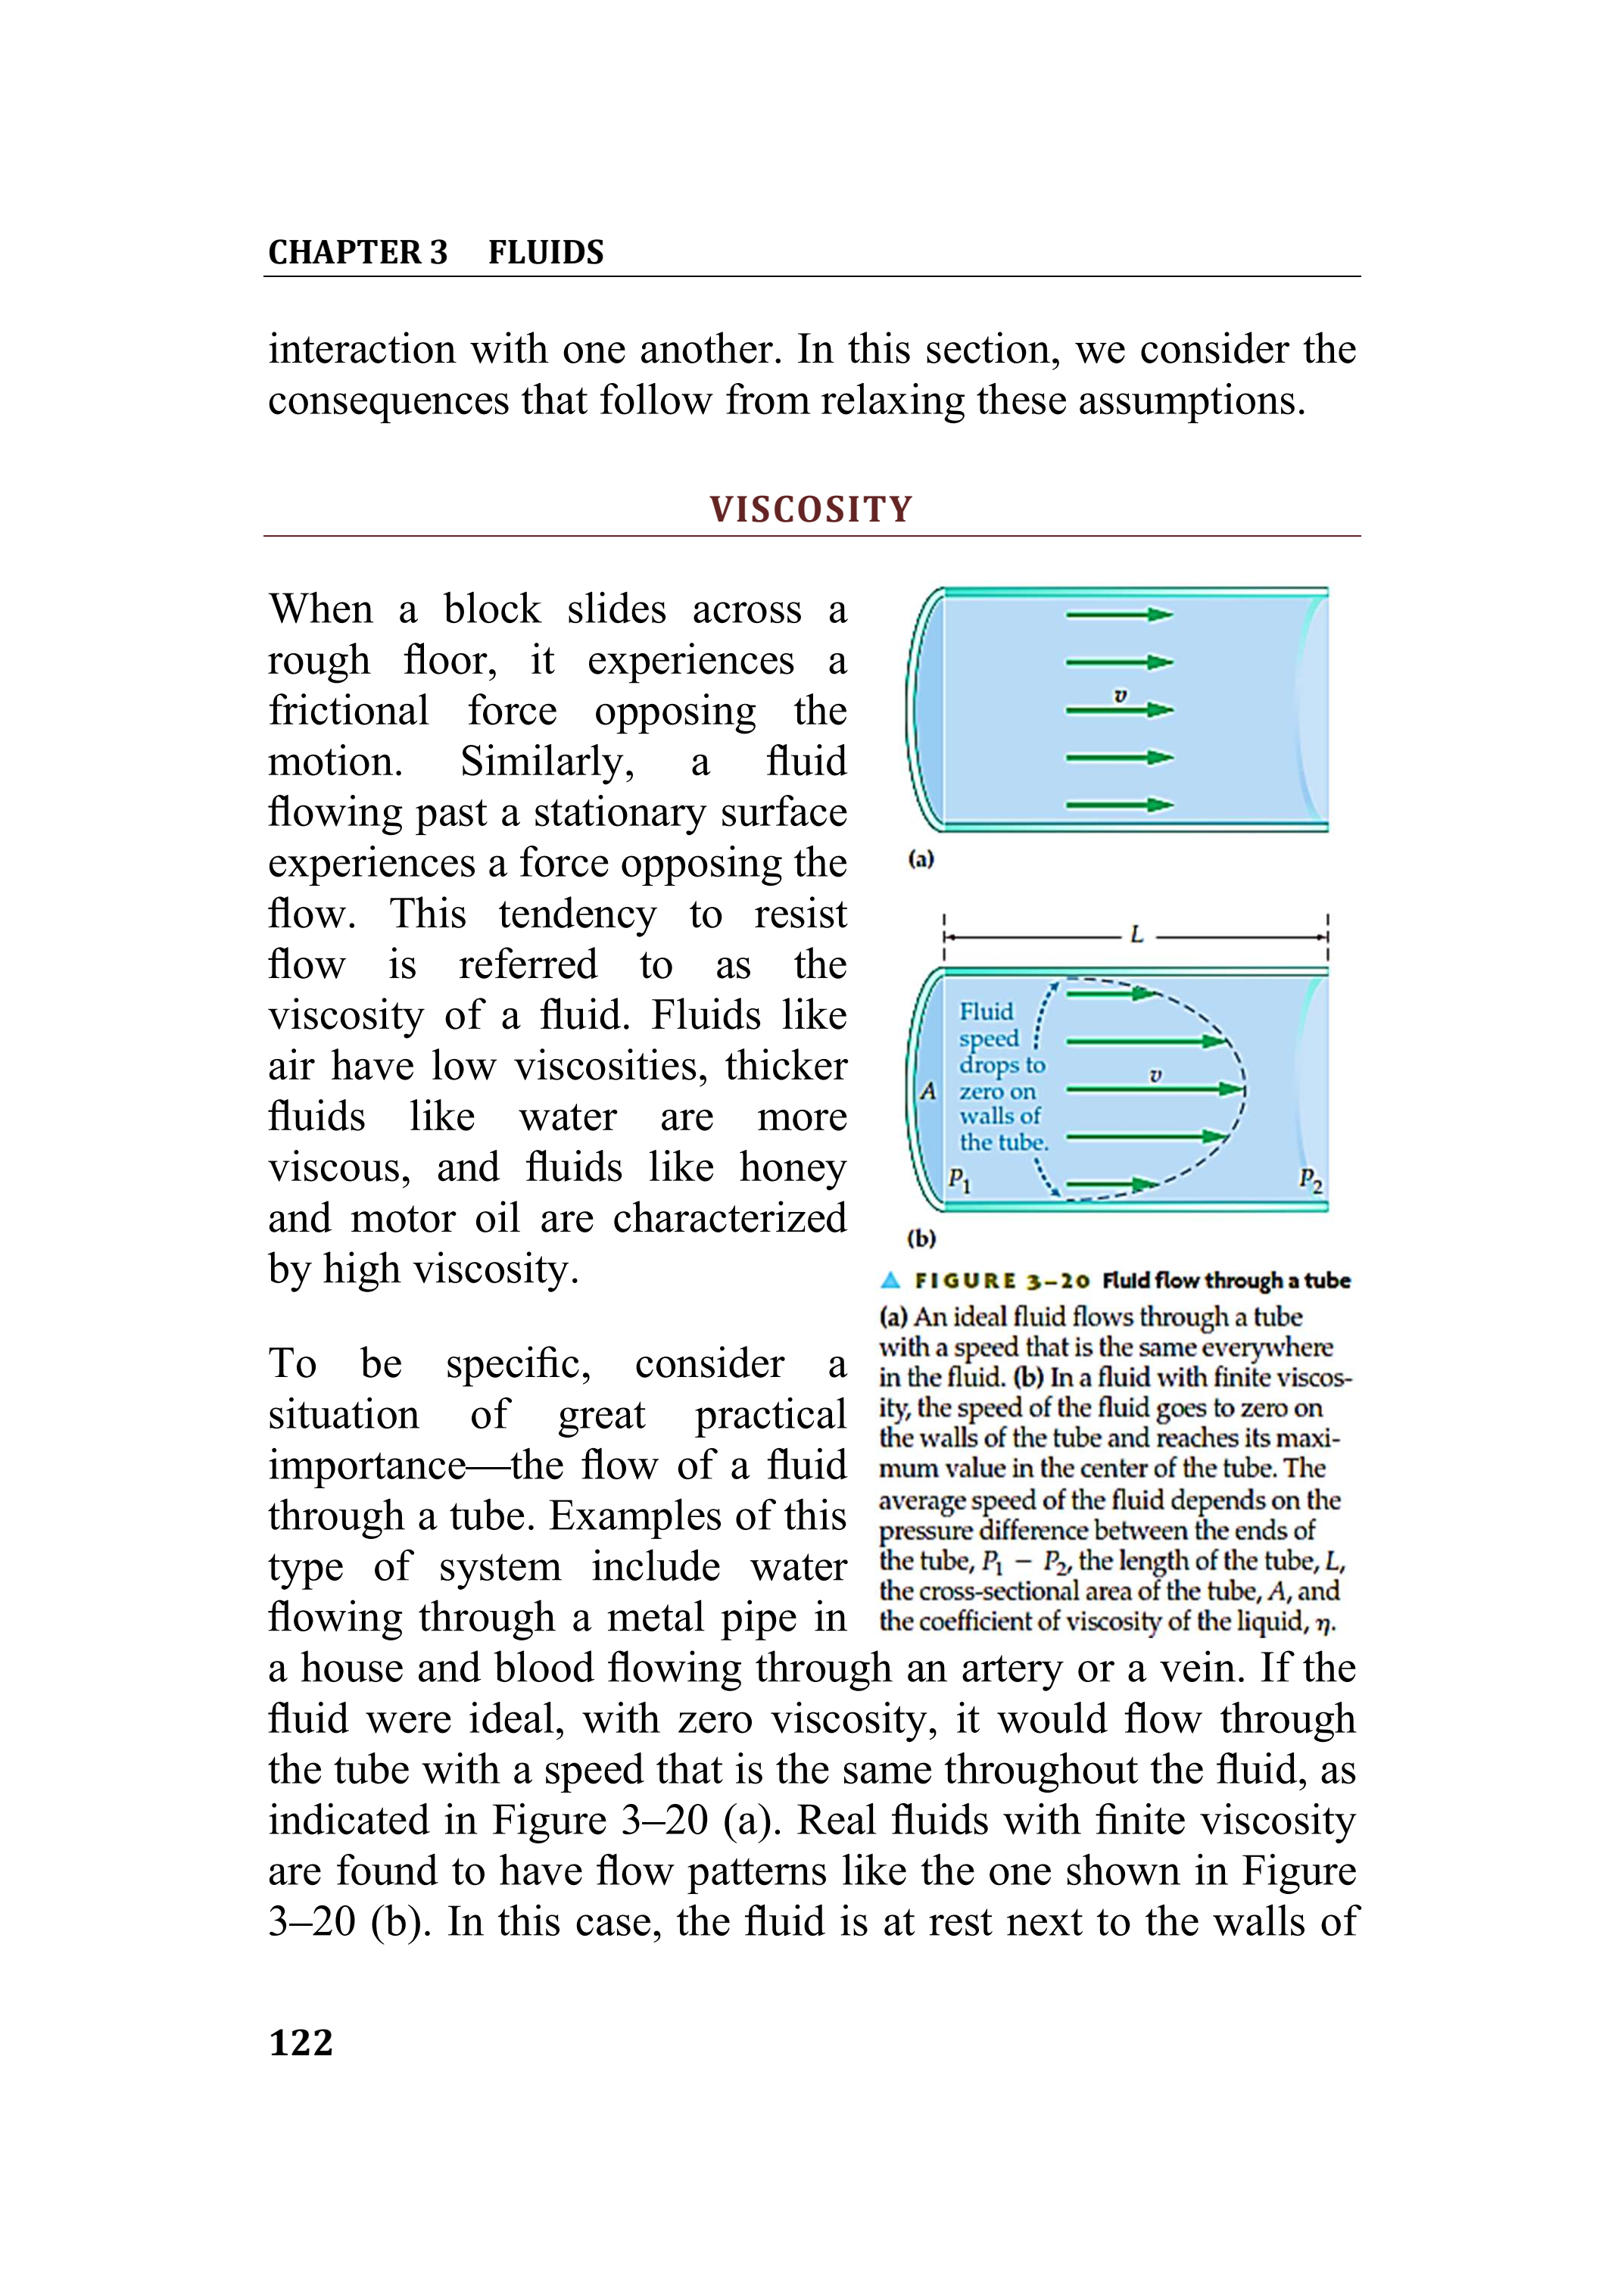 CHAPTER 3 FLUIDS
interaction with one another. In this section, we consider the
consequences that follow from relaxing these assumptions.
VISCOSITY
When a block slides across a
rough floor, it experiences a
frictional force opposing the
motion. Similarly, a fluid
flowing past a stationary surface
experiences a force opposing the
flow. This tendency to resist
flow is referred to as the
viscosity of a fluid. Fluids like
air have low viscosities, thicker
fluids like water are more
viscous, and fluids like honey
and motor oil are characterized
by high viscosity.
To be specific, consider a
situation of great practical
importance—the flow of a fluid
through a tube. Examples of this
type of system include water
flowing through a metal pipe in
v
(a)
L
Fluid
speed
drops to
zero on
walls of
the tube.
A
v
P1
P2
(b)
▲ FIGURE 3–20 Fluid flow through a tube
(a) An ideal fluid flows through a tube
with a speed that is the same everywhere
in the fluid. (b) In a fluid with finite viscos-
ity, the speed of the fluid goes to zero on
the walls of the tube and reaches its maxi-
mum value in the center of the tube. The
average speed of the fluid depends on the
pressure difference between the ends of
the tube, P1 − P2, the length of the tube, L,
the cross-sectional area of the tube, A, and
the coefficient of viscosity of the liquid, η.
a house and blood flowing through an artery or a vein. If the
fluid were ideal, with zero viscosity, it would flow through
the tube with a speed that is the same throughout the fluid, as
indicated in Figure 3–20 (a). Real fluids with finite viscosity
are found to have flow patterns like the one shown in Figure
3–20 (b). In this case, the fluid is at rest next to the walls of
122